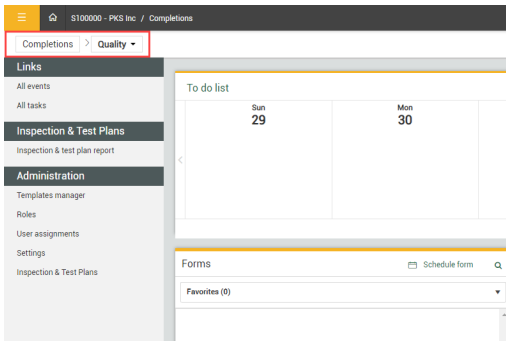 S100000 - PKS Inc / Completions
Completions > Quality
Links
All events
All tasks
Inspection & Test Plans
Inspection & test plan report
Administration
Templates manager
Roles
User assignments
Settings
Inspection & Test Plans
To do list
Sun Mon
29 30
Forms Schedule form
Favorites (0)